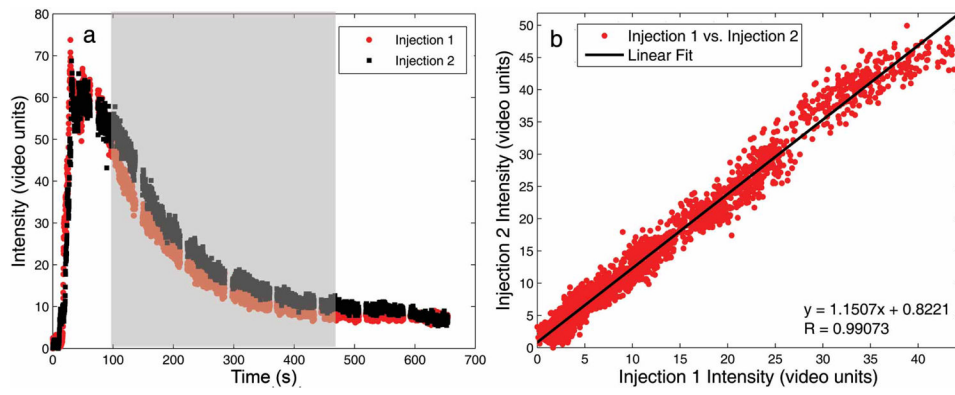 a
Injection 1
Injection 2
80
70
60
50
40
30
20
10
0
Intensity (video units)
0 100 200 300 400 500 600 700
Time (s)
b
Injection 1 vs. Injection 2
Linear Fit
50
45
40
35
30
25
20
15
10
5
0
Injection 2 Intensity (video units)
y = 1.1507x + 0.8221
R = 0.99073
0 5 10 15 20 25 30 35 40
Injection 1 Intensity (video units)